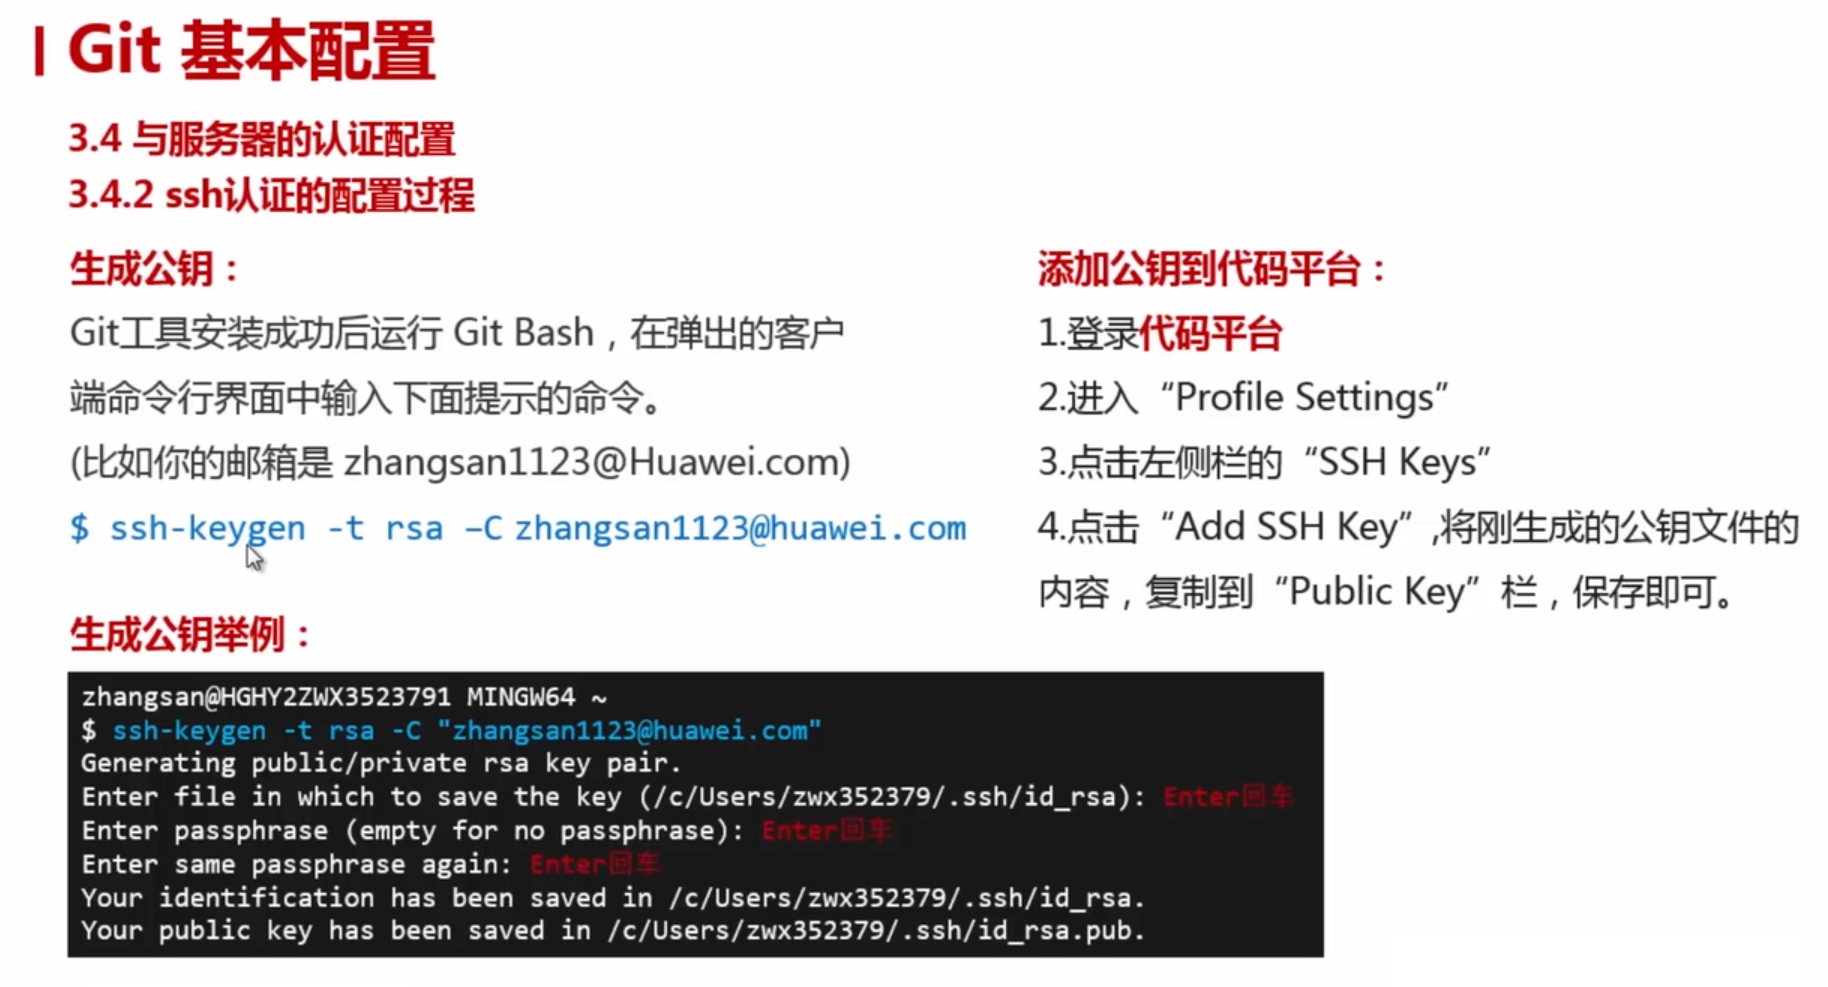 Git 基本配置
3.4 与服务器的认证配置
3.4.2 ssh认证的配置过程
生成公钥：
Git工具安装成功后运行 Git Bash，在弹出的客户
端命令行界面中输入下面提示的命令。
(比如你的邮箱是 zhangsan1123@Huawei.com)
$ ssh-keygen -t rsa –C zhangsan1123@huawei.com
添加公钥到代码平台：
1.登录代码平台
2.进入“Profile Settings”
3.点击左侧栏的“SSH Keys”
4.点击“Add SSH Key”,将刚生成的公钥文件的
内容，复制到“Public Key”栏，保存即可。
生成公钥举例：
zhangsan@HGHY2ZWX3523791 MINGW64 ~
$ ssh-keygen -t rsa -C "zhangsan1123@huawei.com"
Generating public/private rsa key pair.
Enter file in which to save the key (/c/Users/zwx352379/.ssh/id_rsa): Enter回车
Enter passphrase (empty for no passphrase): Enter回车
Enter same passphrase again: Enter回车
Your identification has been saved in /c/Users/zwx352379/.ssh/id_rsa.
Your public key has been saved in /c/Users/zwx352379/.ssh/id_rsa.pub.